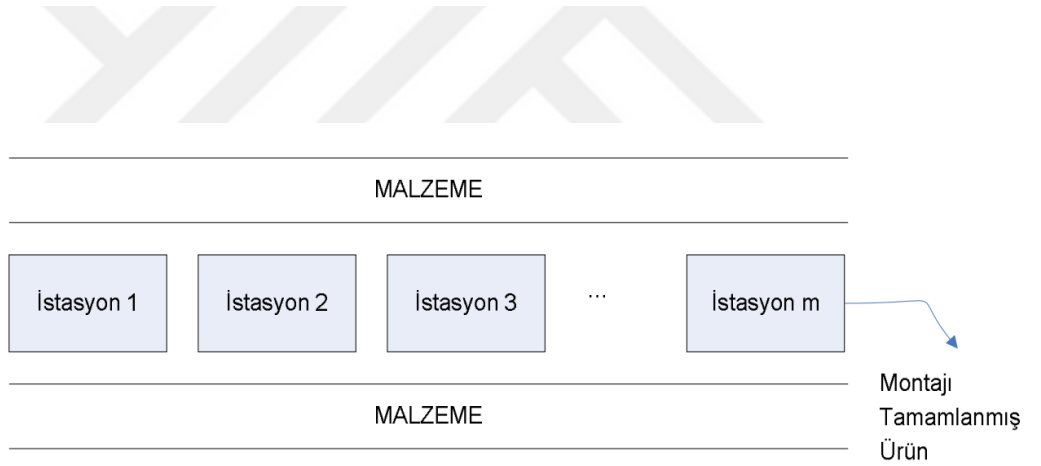 MALZEME
İstasyon 1
İstasyon 2
İstasyon 3
...
İstasyon m
MALZEME
Montajı
Tamamlanmış
Ürün